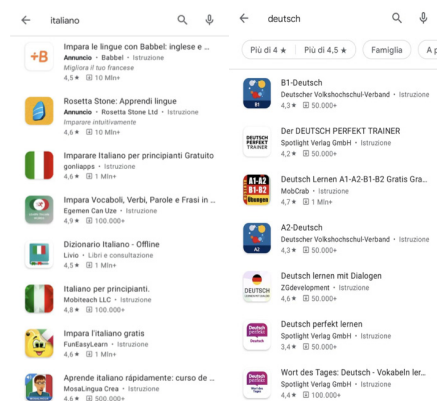 italiano
+B
Impara le lingue con Babbel: inglese e ...
Annuncio • Babbel • Istruzione
Migliora il tuo francese
4,5★ 10 Mln+
Rosetta Stone: Apprendi lingue
Annuncio • Rosetta Stone Ltd • Istruzione
Imparare intuitivamente
4,6★ 10 Mln+
Imparare Italiano per principianti Gratuito
gonliapps • Istruzione
4,6★ 1 Mln+
Impara Vocaboli, Verbi, Parole e Frasi in ...
Egemen Can Uze • Istruzione
4,9★ 100.000+
Dizionario Italiano - Offline
Livio • Libri e consultazione
4,5★ 1 Mln+
Italiano per principianti.
Mobiteach LLC • Istruzione
4,8★ 100.000+
Impara l'italiano gratis
FunEasyLearn • Istruzione
4,6★ 1 Mln+
Aprende italiano rápidamente: curso de ...
MosaLingua Crea • Istruzione
4,6★ 500.000+
deutsch
Più di 4★ Più di 4,5★ Famiglia A p
B1
B1-Deutsch
Deutscher Volkshochschul-Verband • Istruzione
4,3★ 50.000+
DEUTSCH
PERFEKT
TRAINER
Der DEUTSCH PERFEKT TRAINER
Spotlight Verlag GmbH • Istruzione
4,2★ 50.000+
A1-A2
B1-B2
Übungen
Deutsch Lernen A1-A2-B1-B2 Gratis Gra...
MobCrab • Istruzione
4,7★ 1 Mln+
A2
A2-Deutsch
Deutscher Volkshochschul-Verband • Istruzione
4,3★ 50.000+
DEUTSCH
Deutsch lernen mit Dialogen
ZGdevelopment • Istruzione
4,6★ 50.000+
Deutsch
perfekt
Deutsch
Deutsch perfekt lernen
Spotlight Verlag GmbH • Istruzione
3,4★ 50.000+
Deutsch
perfekt
Wort des Tages: Deutsch - Vokabeln ler...
Spotlight Verlag GmbH • Istruzione
4,4★ 100.000+